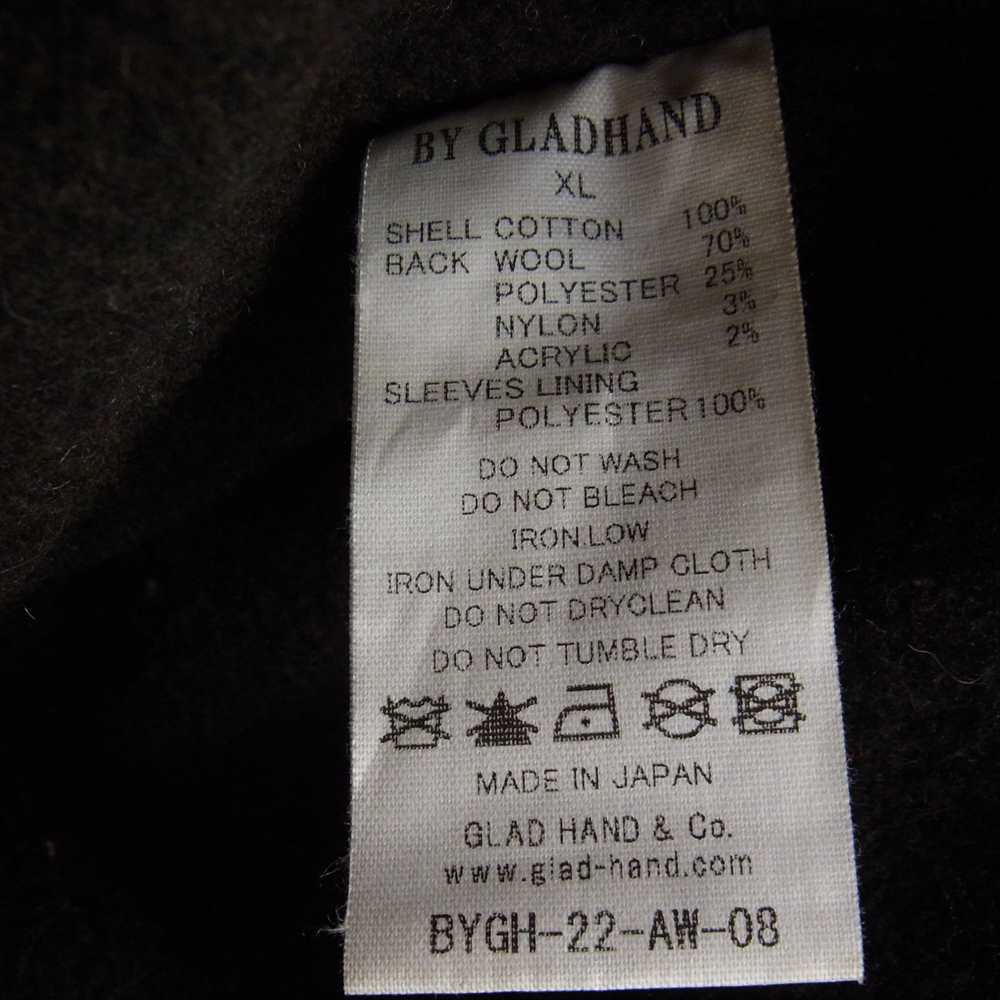 BY GLADHAND
XL
SHELL COTTON 100%
BACK WOOL 70%
POLYESTER 25%
NYLON 3%
ACRYLIC 2%
SLEEVES LINING
POLYESTER 100%
DO NOT WASH
DO NOT BLEACH
IRON.LOW
IRON UNDER DAMP CLOTH
DO NOT DRYCLEAN
DO NOT TUMBLE DRY
MADE IN JAPAN
GLAD HAND & Co.
www.glad-hand.com
BYGH-22-AW-08